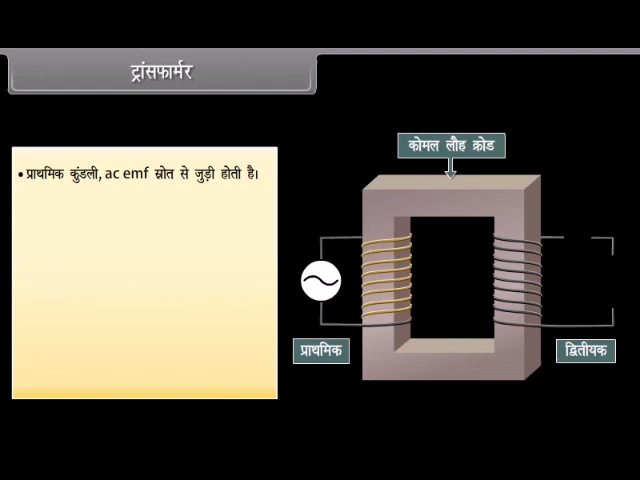 ट्रांसफार्मर
• प्राथमिक कुंडली, ac emf स्रोत से जुड़ी होती है।
कोमल लौह क्रोड
प्राथमिक
द्वितीयक